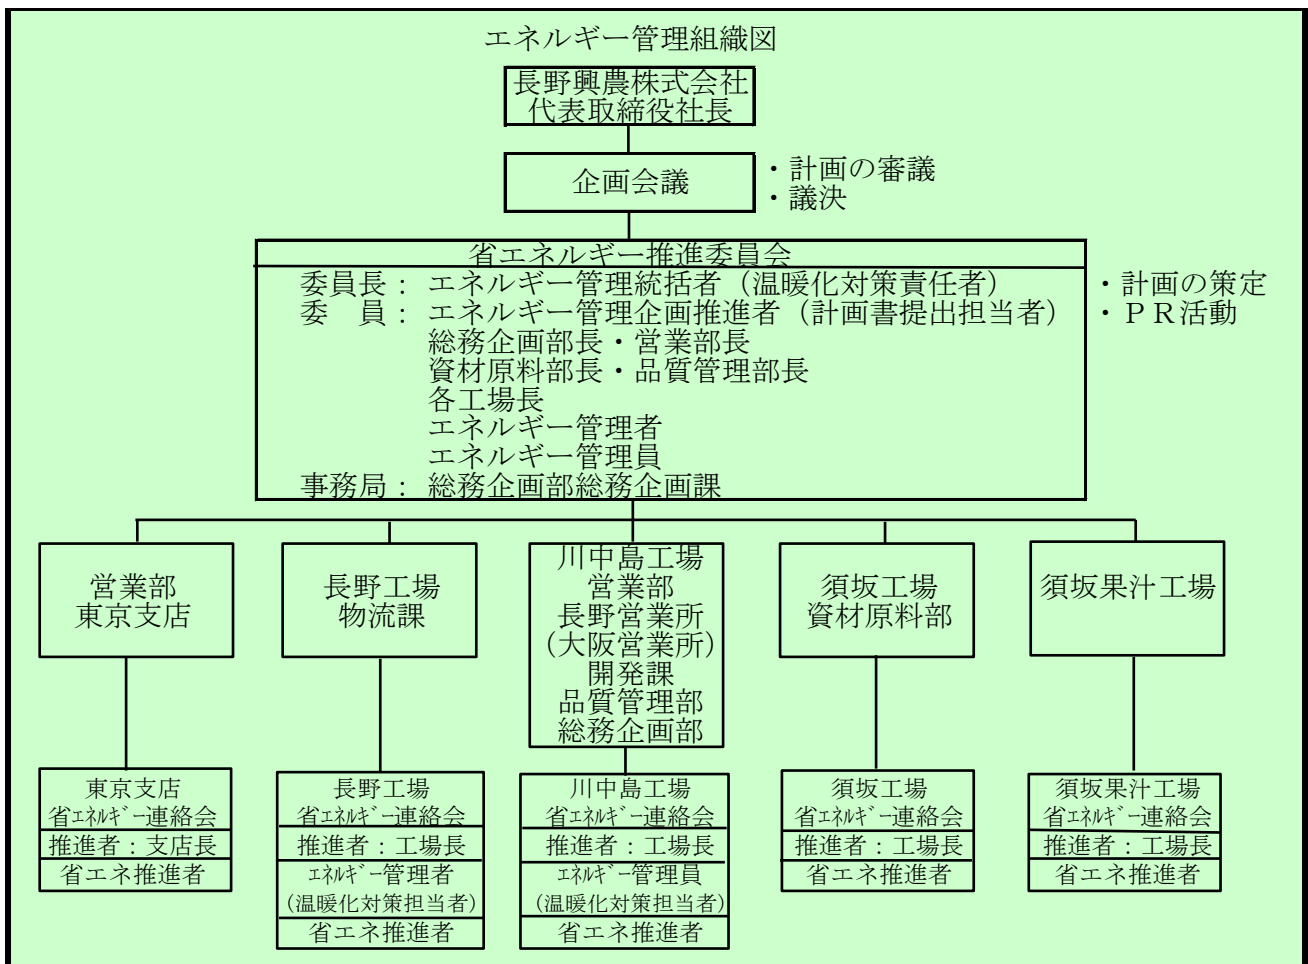 エネルギー管理組織図
長野興農株式会社
代表取締役社長
企画会議
・計画の審議
・議決
省エネルギー推進委員会
委員長： エネルギー管理統括者（温暖化対策責任者）
委　員： エネルギー管理企画推進者（計画書提出担当者）
総務企画部長・営業部長
資材原料部長・品質管理部長
各工場長
エネルギー管理者
エネルギー管理員
事務局： 総務企画部総務企画課
・計画の策定
・ＰＲ活動
営業部
東京支店
長野工場
物流課
川中島工場
営業部
長野営業所
(大阪営業所)
開発課
品質管理部
総務企画部
須坂工場
資材原料部
須坂果汁工場
東京支店
省ｴﾈﾙｷﾞｰ連絡会
推進者：支店長
省エネ推進者
長野工場
省ｴﾈﾙｷﾞｰ連絡会
推進者：工場長
ｴﾈﾙｷﾞｰ管理者
(温暖化対策担当者)
省エネ推進者
川中島工場
省ｴﾈﾙｷﾞｰ連絡会
推進者：工場長
ｴﾈﾙｷﾞｰ管理員
(温暖化対策担当者)
省エネ推進者
須坂工場
省ｴﾈﾙｷﾞｰ連絡会
推進者：工場長
省エネ推進者
須坂果汁工場
省ｴﾈﾙｷﾞｰ連絡会
推進者：工場長
省エネ推進者